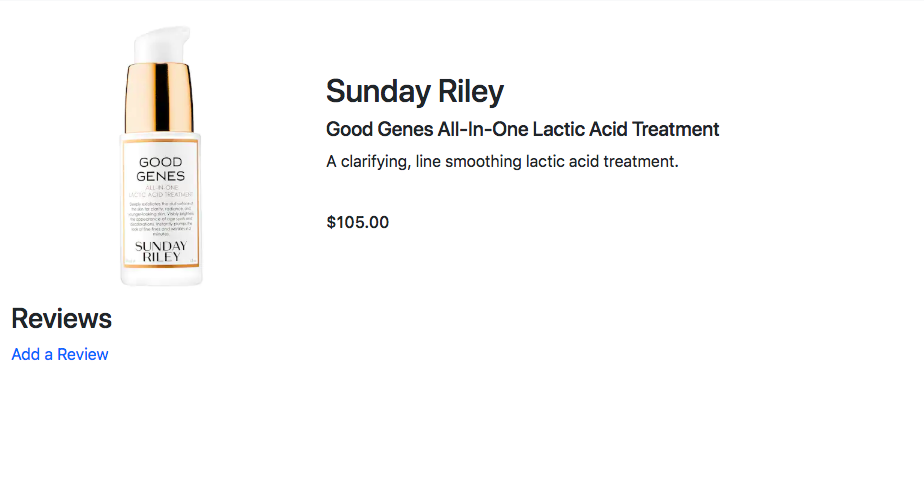 Sunday Riley
Good Genes All-In-One Lactic Acid Treatment
A clarifying, line smoothing lactic acid treatment.
$105.00
GOOD
GENES
ALL IN ONE
LACTIC ACID TREATMENT
SUNDAY
RILEY
Reviews
Add a Review